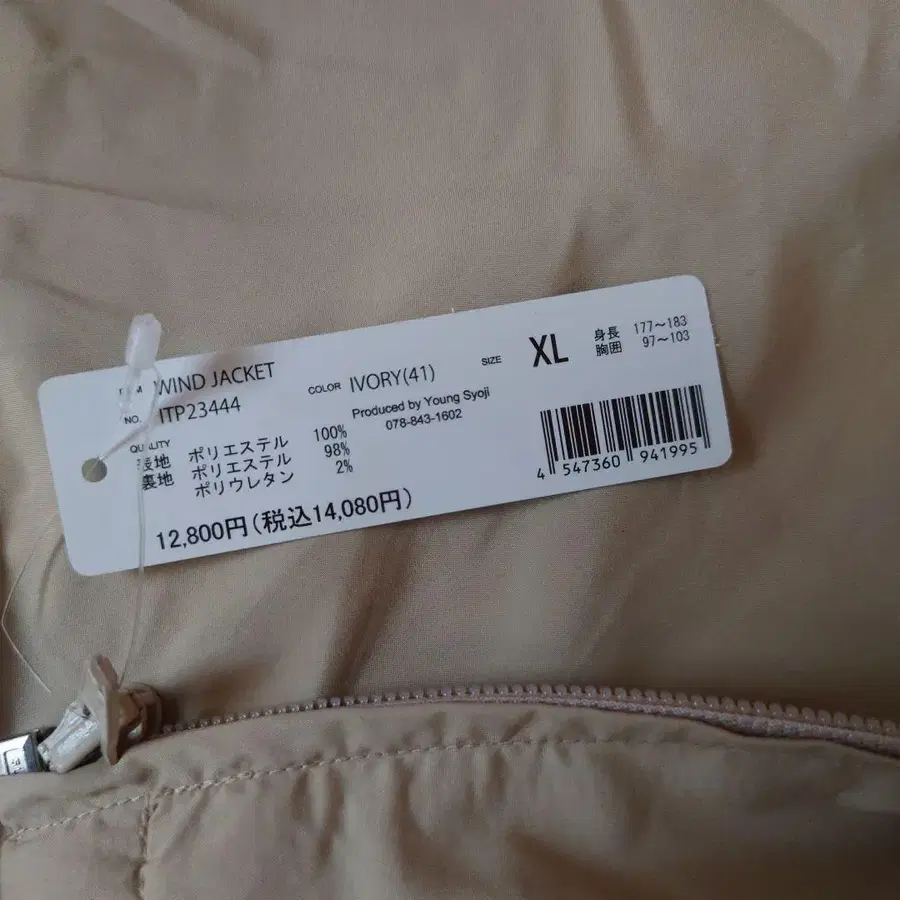 WIND JACKET
NO. ITP23444
COLOR IVORY(41)
SIZE XL
身長 177～183
胸囲 97～103
Produced by Young Syoji
078-843-1602
QUALITY
地 ポリエステル 100%
裏地 ポリエステル 98%
ポリウレタン 2%
12,800円(税込14,080円)
4 547360 941995